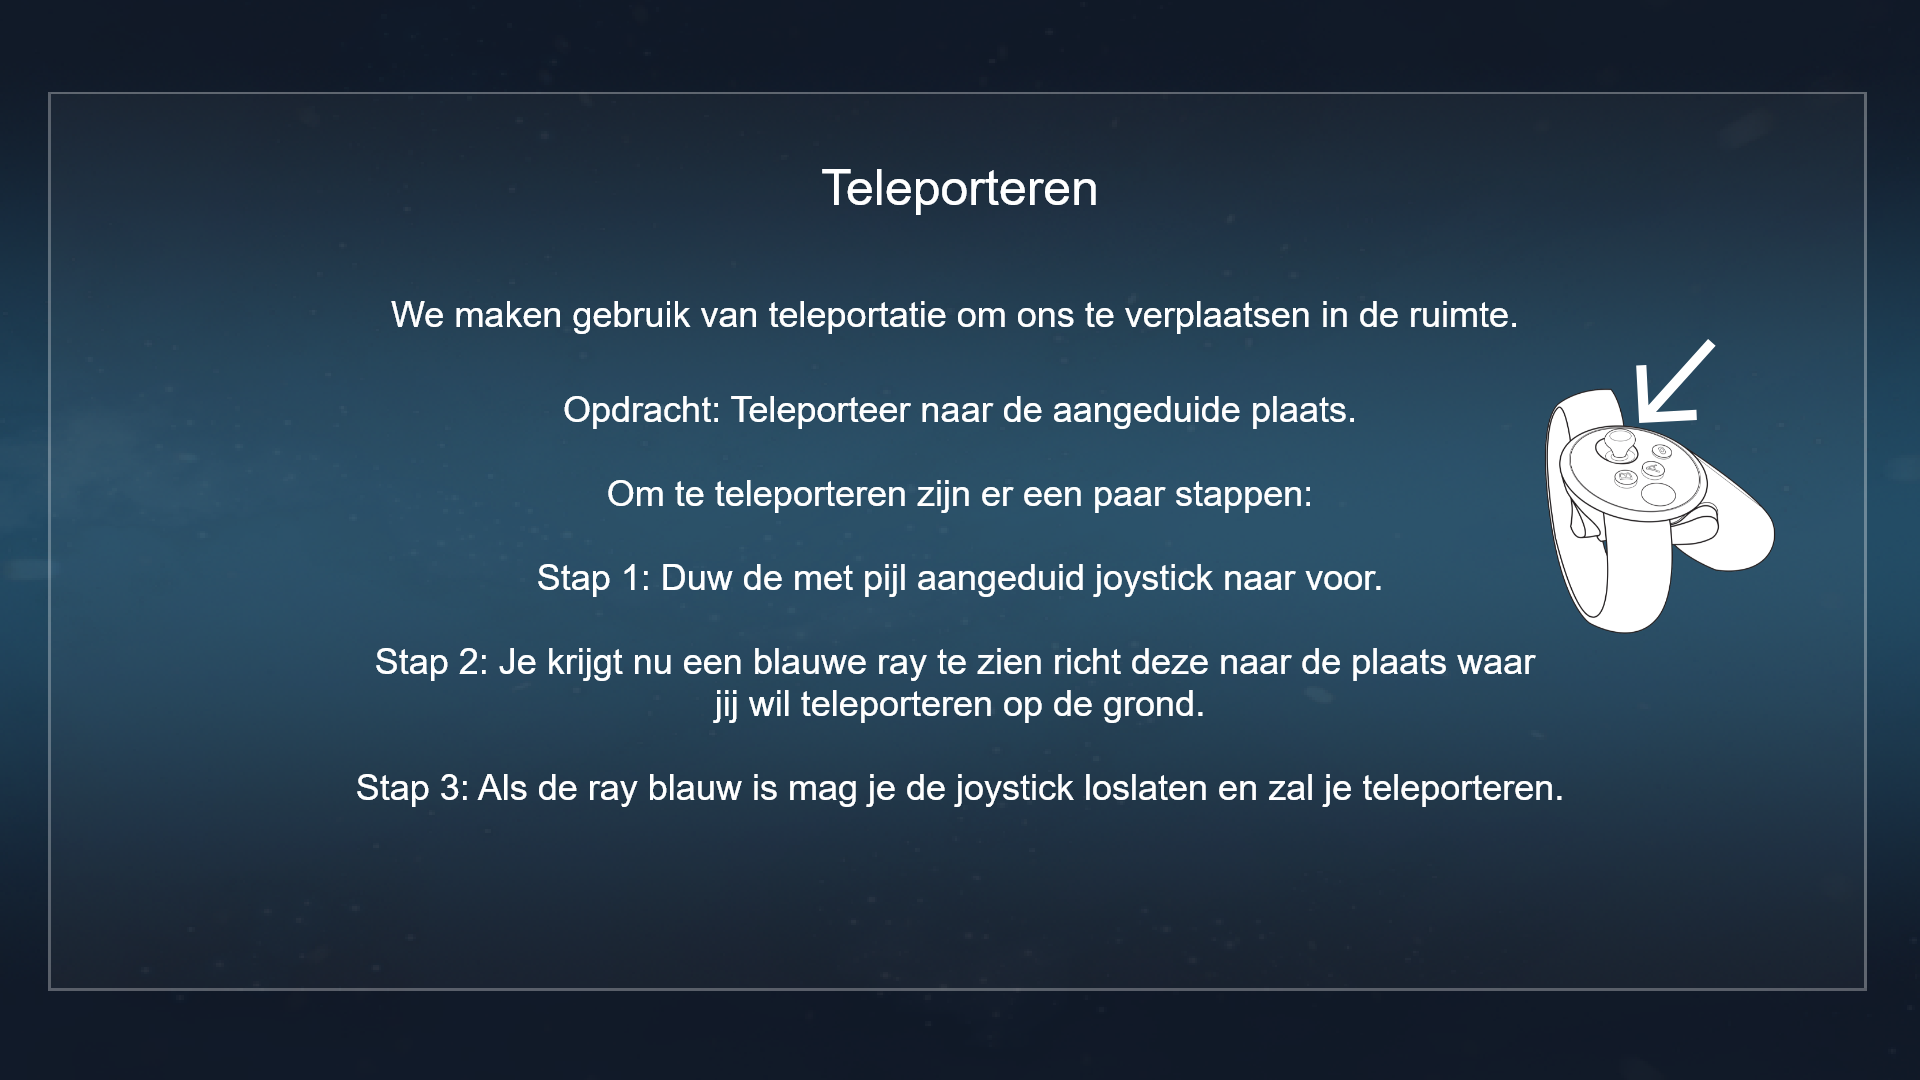 Teleporteren
We maken gebruik van teleportatie om ons te verplaatsen in de ruimte.
Opdracht: Teleporteer naar de aangeduide plaats.
Om te teleporteren zijn er een paar stappen:
Stap 1: Duw de met pijl aangeduid joystick naar voor.
Stap 2: Je krijgt nu een blauwe ray te zien richt deze naar de plaats waar
jij wil teleporteren op de grond.
Stap 3: Als de ray blauw is mag je de joystick loslaten en zal je teleporteren.
A
B